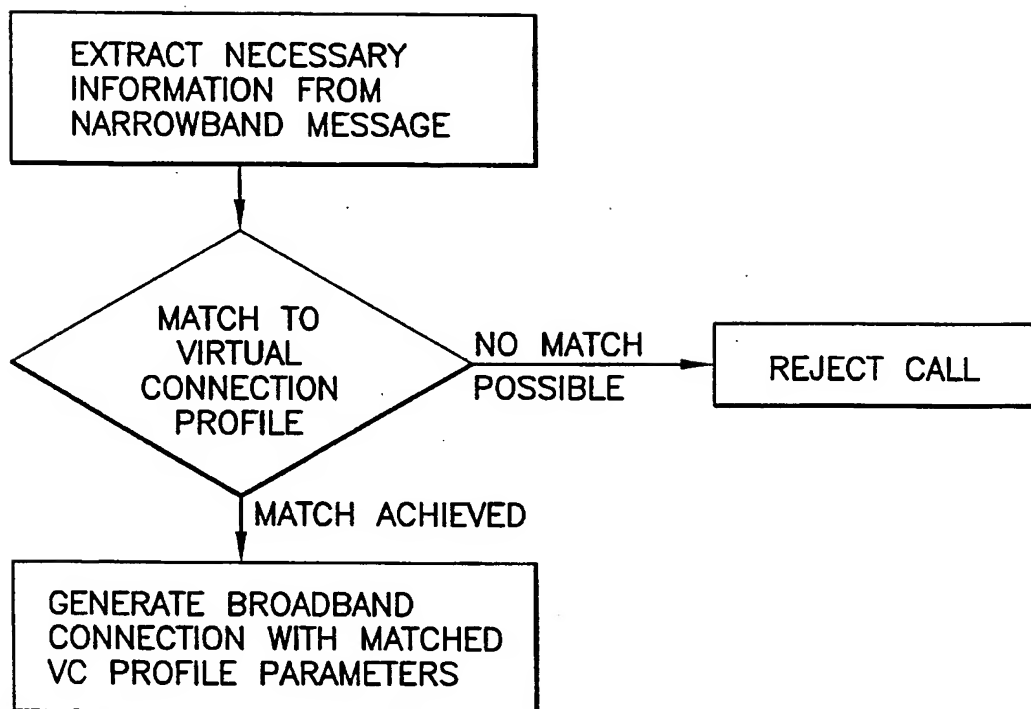 EXTRACT NECESSARY
INFORMATION FROM
NARROWBAND MESSAGE
MATCH TO
VIRTUAL
CONNECTION
PROFILE
NO MATCH
POSSIBLE
REJECT CALL
MATCH ACHIEVED
GENERATE BROADBAND
CONNECTION WITH MATCHED
VC PROFILE PARAMETERS